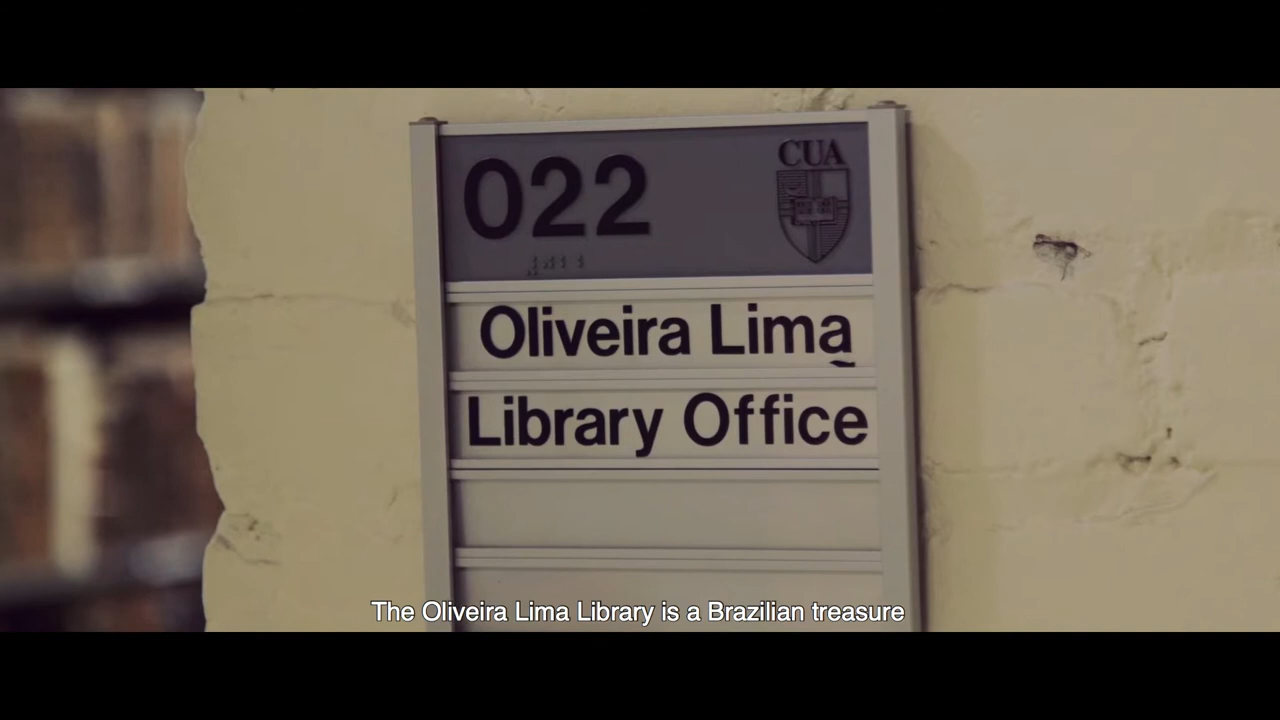 022
CUA
Oliveira Lima
Library Office
The Oliveira Lima Library is a Brazilian treasure